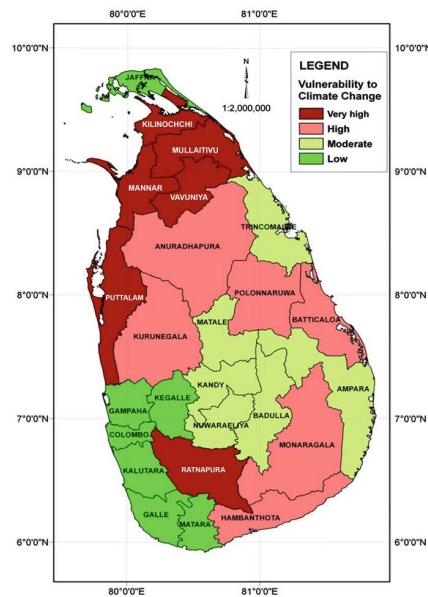 80°0'0"E 81°0'0"E
10°0'0"N 10°0'0"N
9°0'0"N 9°0'0"N
8°0'0"N 8°0'0"N
7°0'0"N 7°0'0"N
6°0'0"N 6°0'0"N
80°0'0"E 81°0'0"E
N
1:2,000,000
LEGEND
Vulnerability to
Climate Change
Very high
High
Moderate
Low
JAFFNA
KILINOCHCHI
MULLAITIVU
MANNAR
VAVUNIYA
TRINCOMALEE
ANURADHAPURA
PUTTALAM
POLONNARUWA
BATTICALOA
MATALE
KURUNEGALA
KANDY
AMPARA
KEGALLE
GAMPAHA
BADULLA
NUWARAELIYA
COLOMBO
MONARAGALA
KALUTARA
RATNAPURA
GALLE
MATARA
HAMBANTHOTA